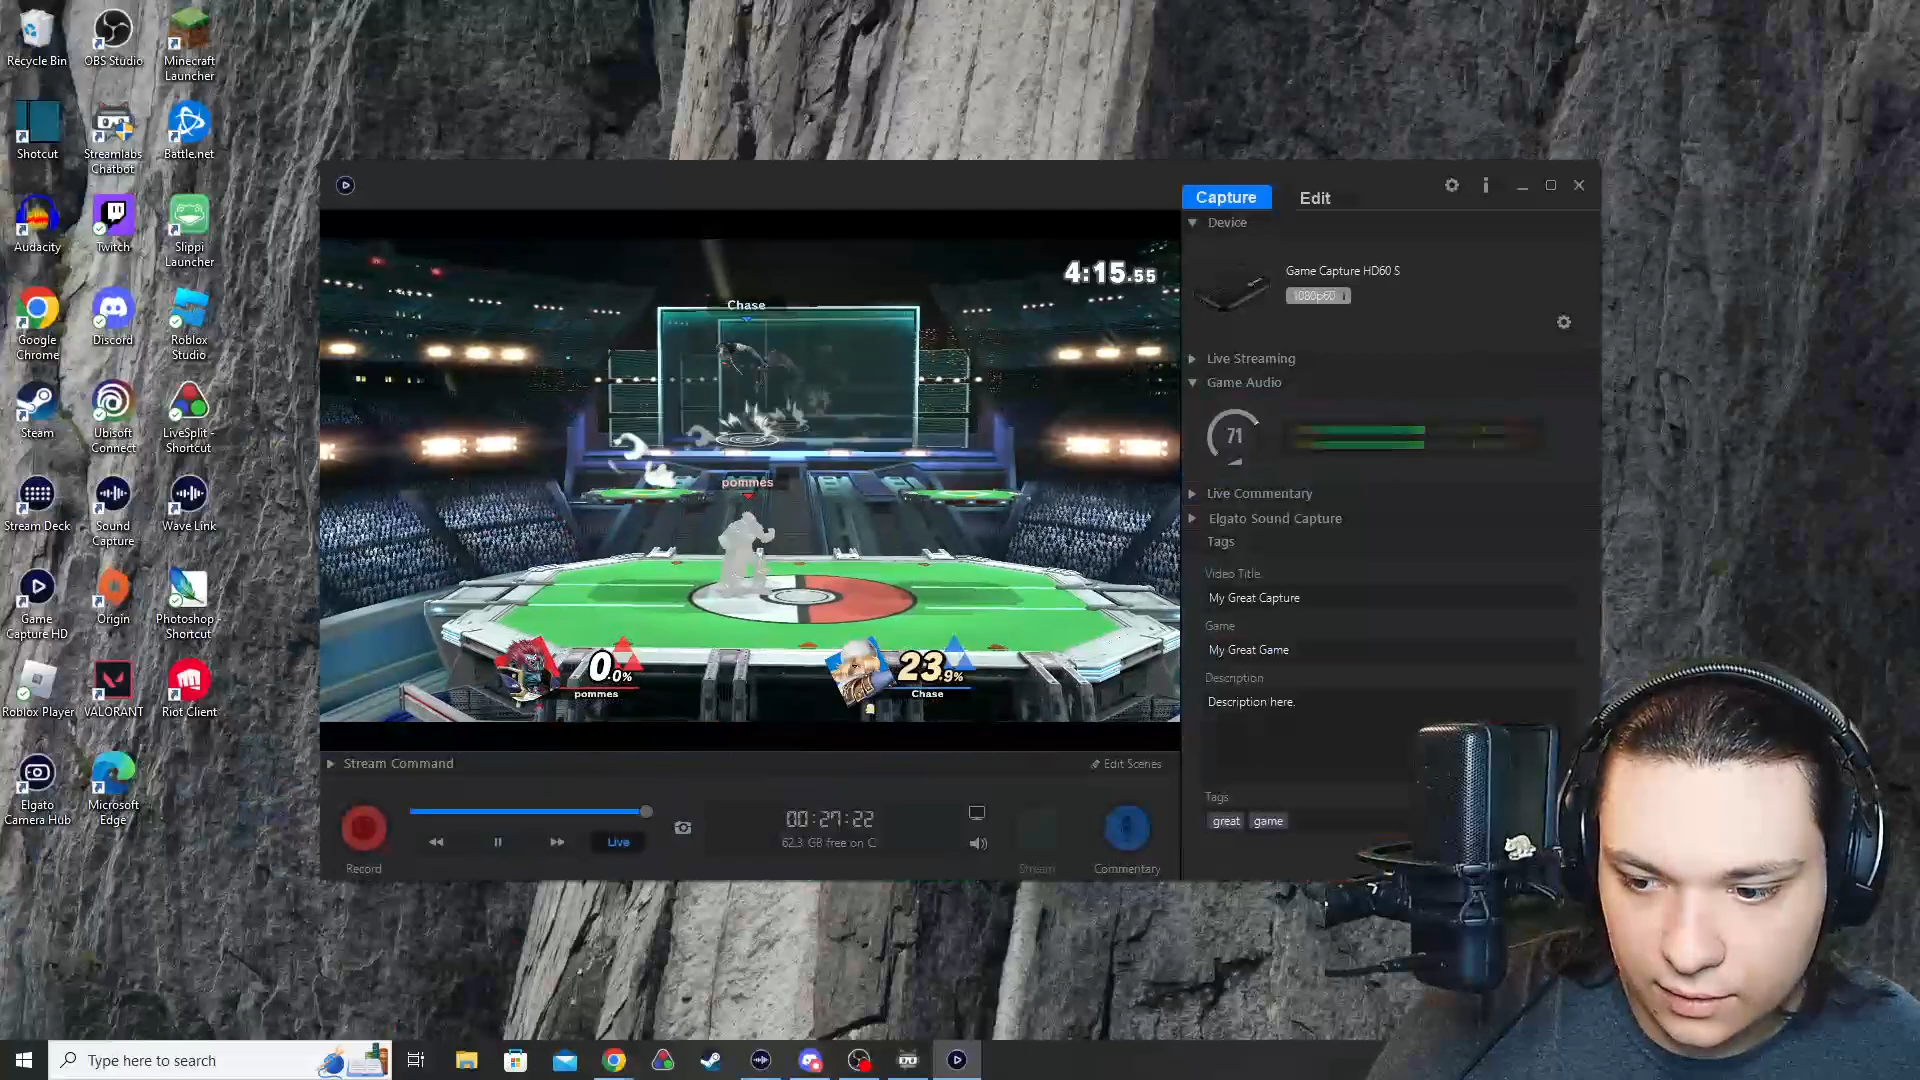 Recycle Bin
OBS Studio
Minecraft
Launcher
Shotcut
Streamlabs
Chatbot
Battle.net
Audacity
Twitch
Slippi
Launcher
Google
Chrome
Discord
Roblox
Studio
Steam
Ubisoft
Connect
LiveSplit -
Shortcut
Stream Deck
Sound
Capture
Wave Link
Game
Capture HD
Origin
Photoshop -
Shortcut
Roblox Player
VALORANT
Riot Client
Elgato
Camera Hub
Microsoft
Edge
Capture
Edit
Device
Game Capture HD60 S
1080p60 i
Live Streaming
Game Audio
71
Live Commentary
Elgato Sound Capture
Tags
Video Title
My Great Capture
Game
My Great Game
Description
Description here.
Tags
great game
4:15.55
Chase
pommes
0.0%
pommes
23.9%
Chase
Stream Command
Edit Scenes
Record
Live
00:27:22
62.3 GB free on C
Stream
Commentary
Type here to search